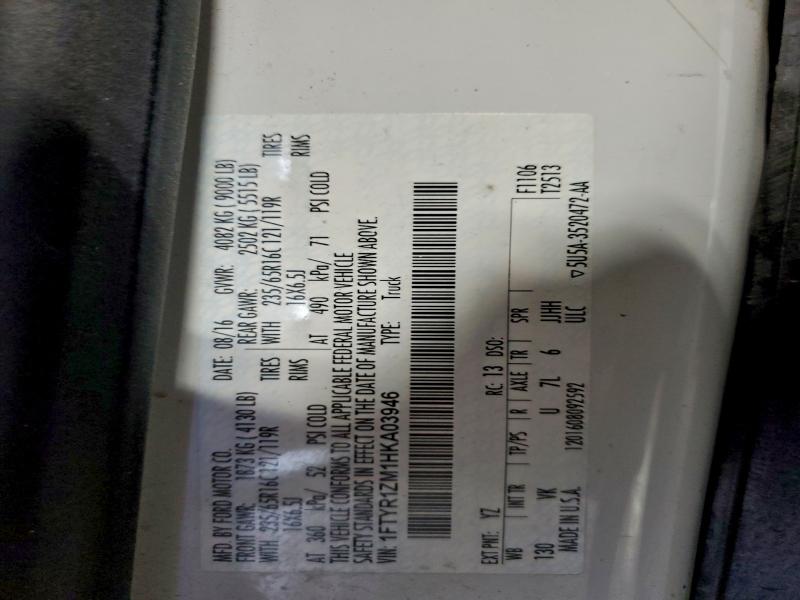 MFD. BY FORD MOTOR CO. DATE: 08/16 GVWR: 4082 KG ( 9000 LB)
FRONT GAWR: 1873 KG ( 4130 LB) REAR GAWR: 2502 KG ( 5515 LB)
WITH 235/65R16C 121/119R TIRES WITH 235/65R16C 121/119R TIRES
16X6.5J RIMS 16X6.5J RIMS
AT 360 kPa/ 52 PSI COLD AT 490 kPa/ 71 PSI COLD
THIS VEHICLE CONFORMS TO ALL APPLICABLE FEDERAL MOTOR VEHICLE
SAFETY STANDARDS IN EFFECT ON THE DATE OF MANUFACTURE SHOWN ABOVE.
VIN: 1FTYR1ZM1HKA03946 TYPE: Truck
EXT PNT: YZ RC: 13 DSO: F1106
WB INT TR TP/PS R AXLE TR SPR T2513
130 VK U 7L 6 JJHH
MADE IN U.S.A. 1201608092592 ULC ▽5U5A-3520472-AA